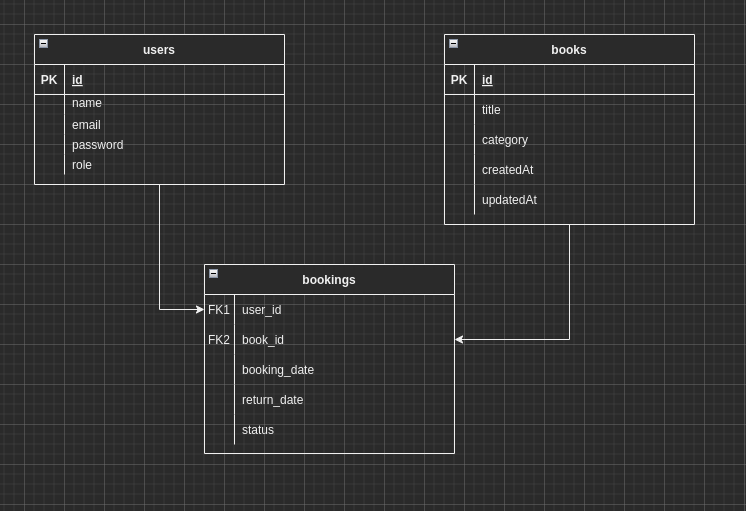 users
PK id
name
email
password
role
books
PK id
title
category
createdAt
updatedAt
bookings
FK1 user_id
FK2 book_id
booking_date
return_date
status